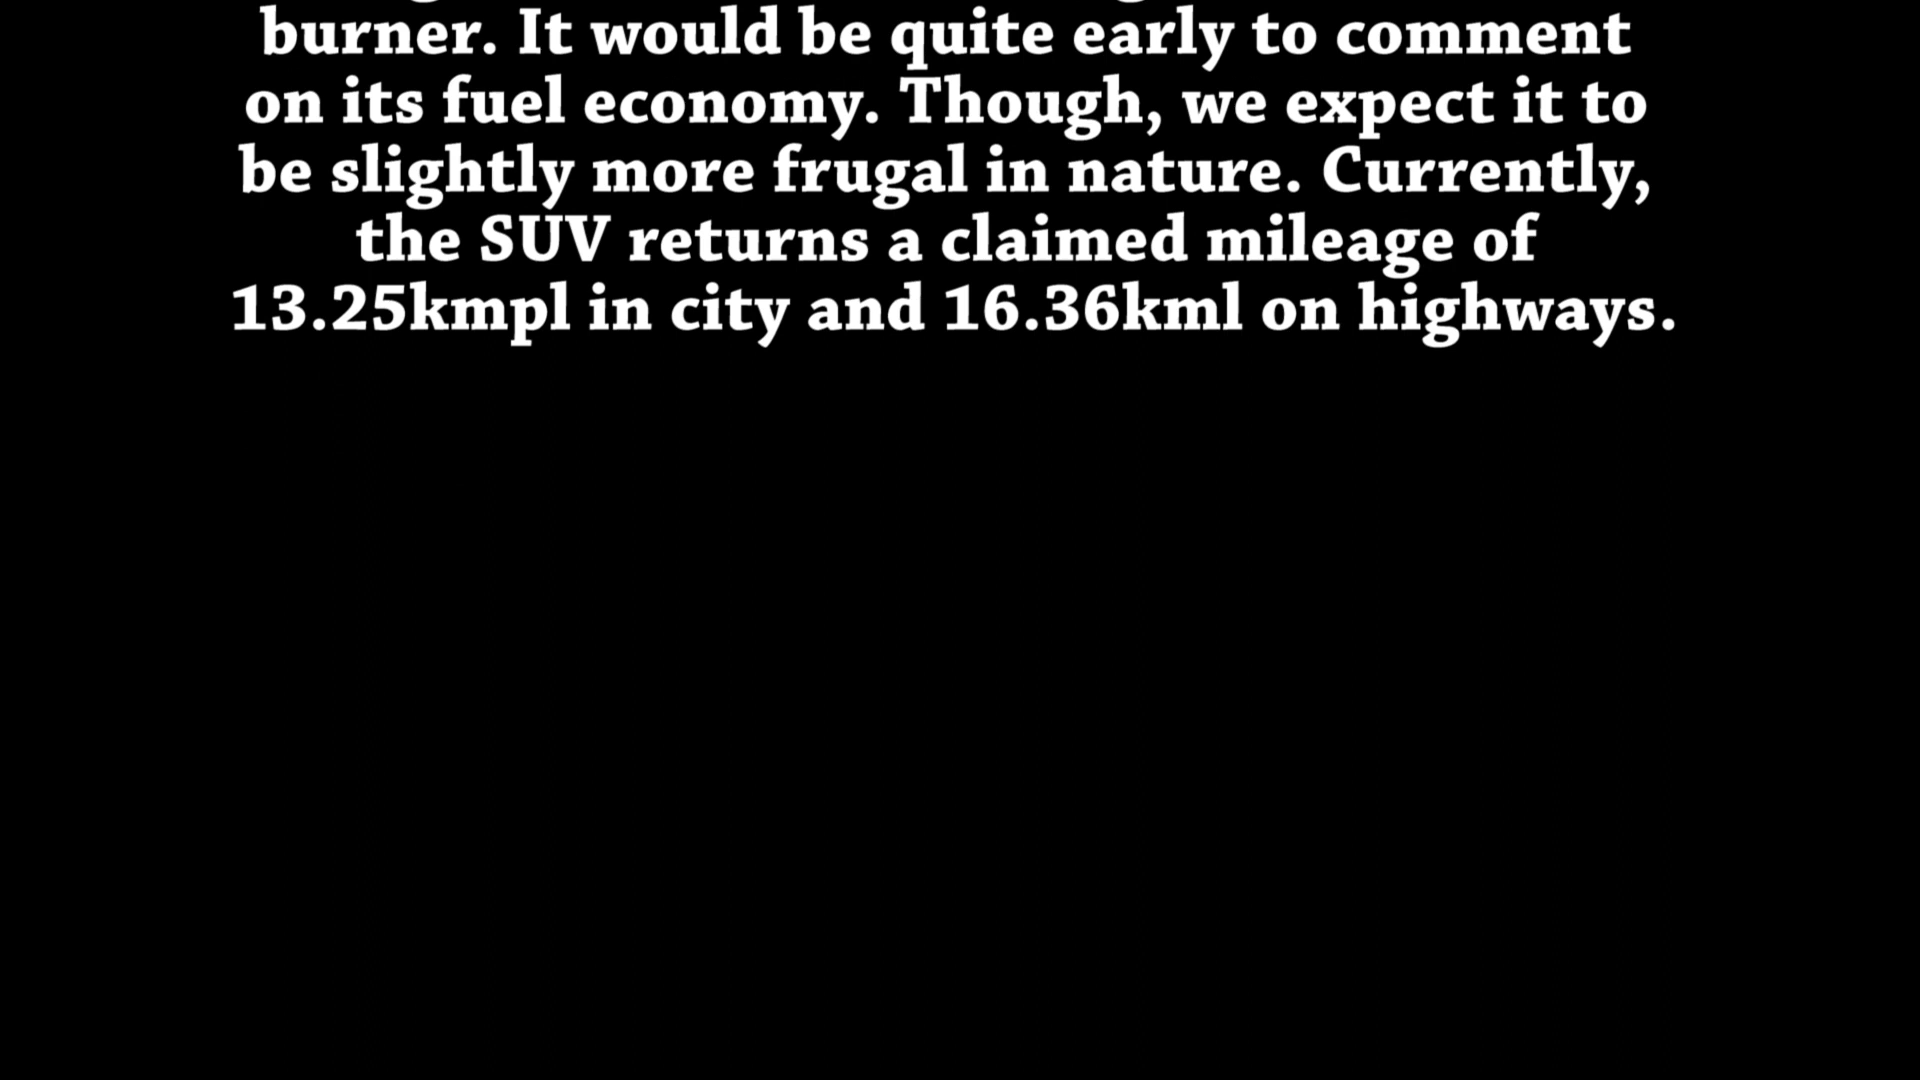 burner. It would be quite early to comment
on its fuel economy. Though, we expect it to
be slightly more frugal in nature. Currently,
the SUV returns a claimed mileage of
13.25kmpl in city and 16.36kml on highways.